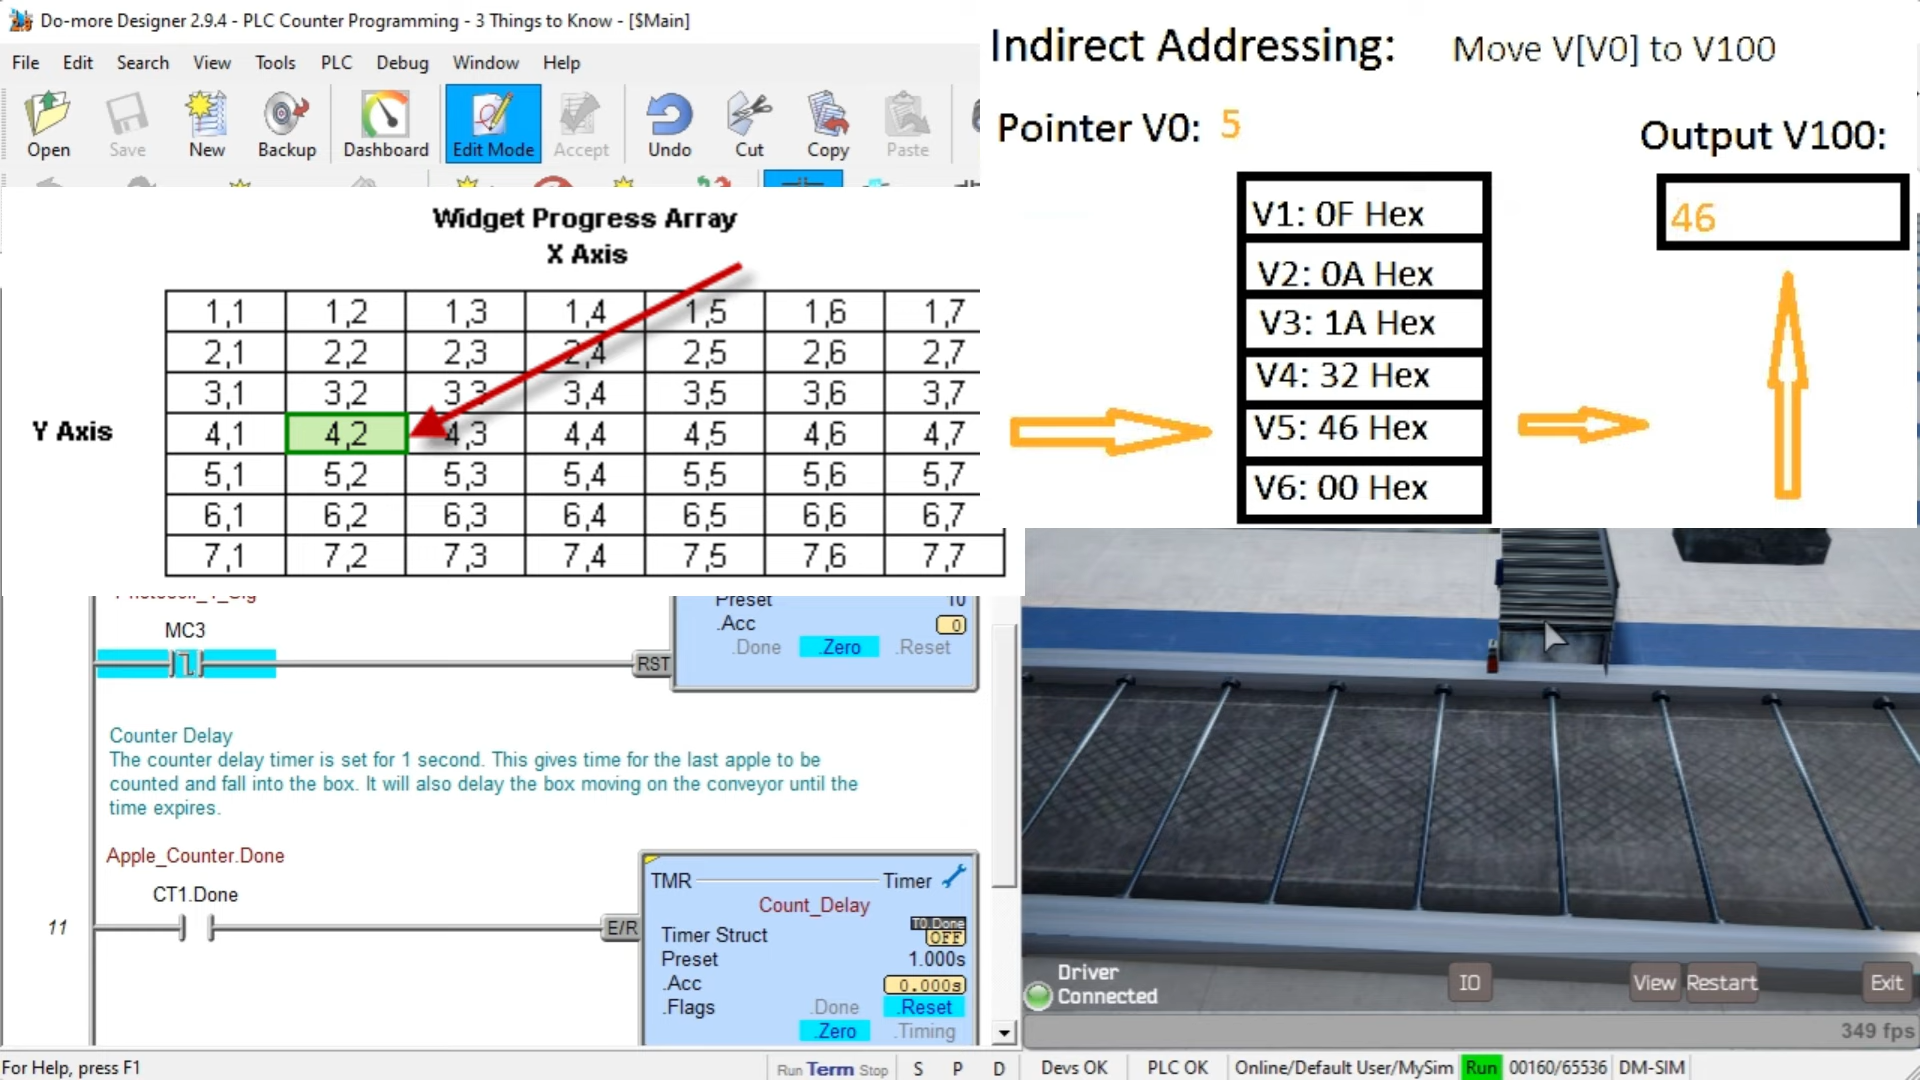 Do-more Designer 2.9.4 - PLC Counter Programming - 3 Things to Know - [$Main]
File Edit Search View Tools PLC Debug Window Help
Open Save New Backup Dashboard Edit Mode Accept Undo Cut Copy Paste
Widget Progress Array
X Axis
Y Axis
1,1 1,2 1,3 1,4 1,5 1,6 1,7
2,1 2,2 2,3 2,4 2,5 2,6 2,7
3,1 3,2 3,3 3,4 3,5 3,6 3,7
4,1 4,2 4,3 4,4 4,5 4,6 4,7
5,1 5,2 5,3 5,4 5,5 5,6 5,7
6,1 6,2 6,3 6,4 6,5 6,6 6,7
7,1 7,2 7,3 7,4 7,5 7,6 7,7
Indirect Addressing: Move V[V0] to V100
Pointer V0: 5
Output V100:
46
V1: 0F Hex
V2: 0A Hex
V3: 1A Hex
V4: 32 Hex
V5: 46 Hex
V6: 00 Hex
Preset 10
.Acc 0
.Done .Zero .Reset
MC3
RST
Counter Delay
The counter delay timer is set for 1 second. This gives time for the last apple to be
counted and fall into the box. It will also delay the box moving on the conveyor until the
time expires.
Apple_Counter.Done
CT1.Done
11
E/R
TMR Timer
Count_Delay
Timer Struct T0.Done
OFF
Preset 1.000s
.Acc 0.000s
.Flags .Done .Reset
.Zero .Timing
Driver
Connected
IO View Restart Exit
349 fps
For Help, press F1
Run Term Stop S P D Devs OK PLC OK Online/Default User/MySim Run 00160/65536 DM-SIM